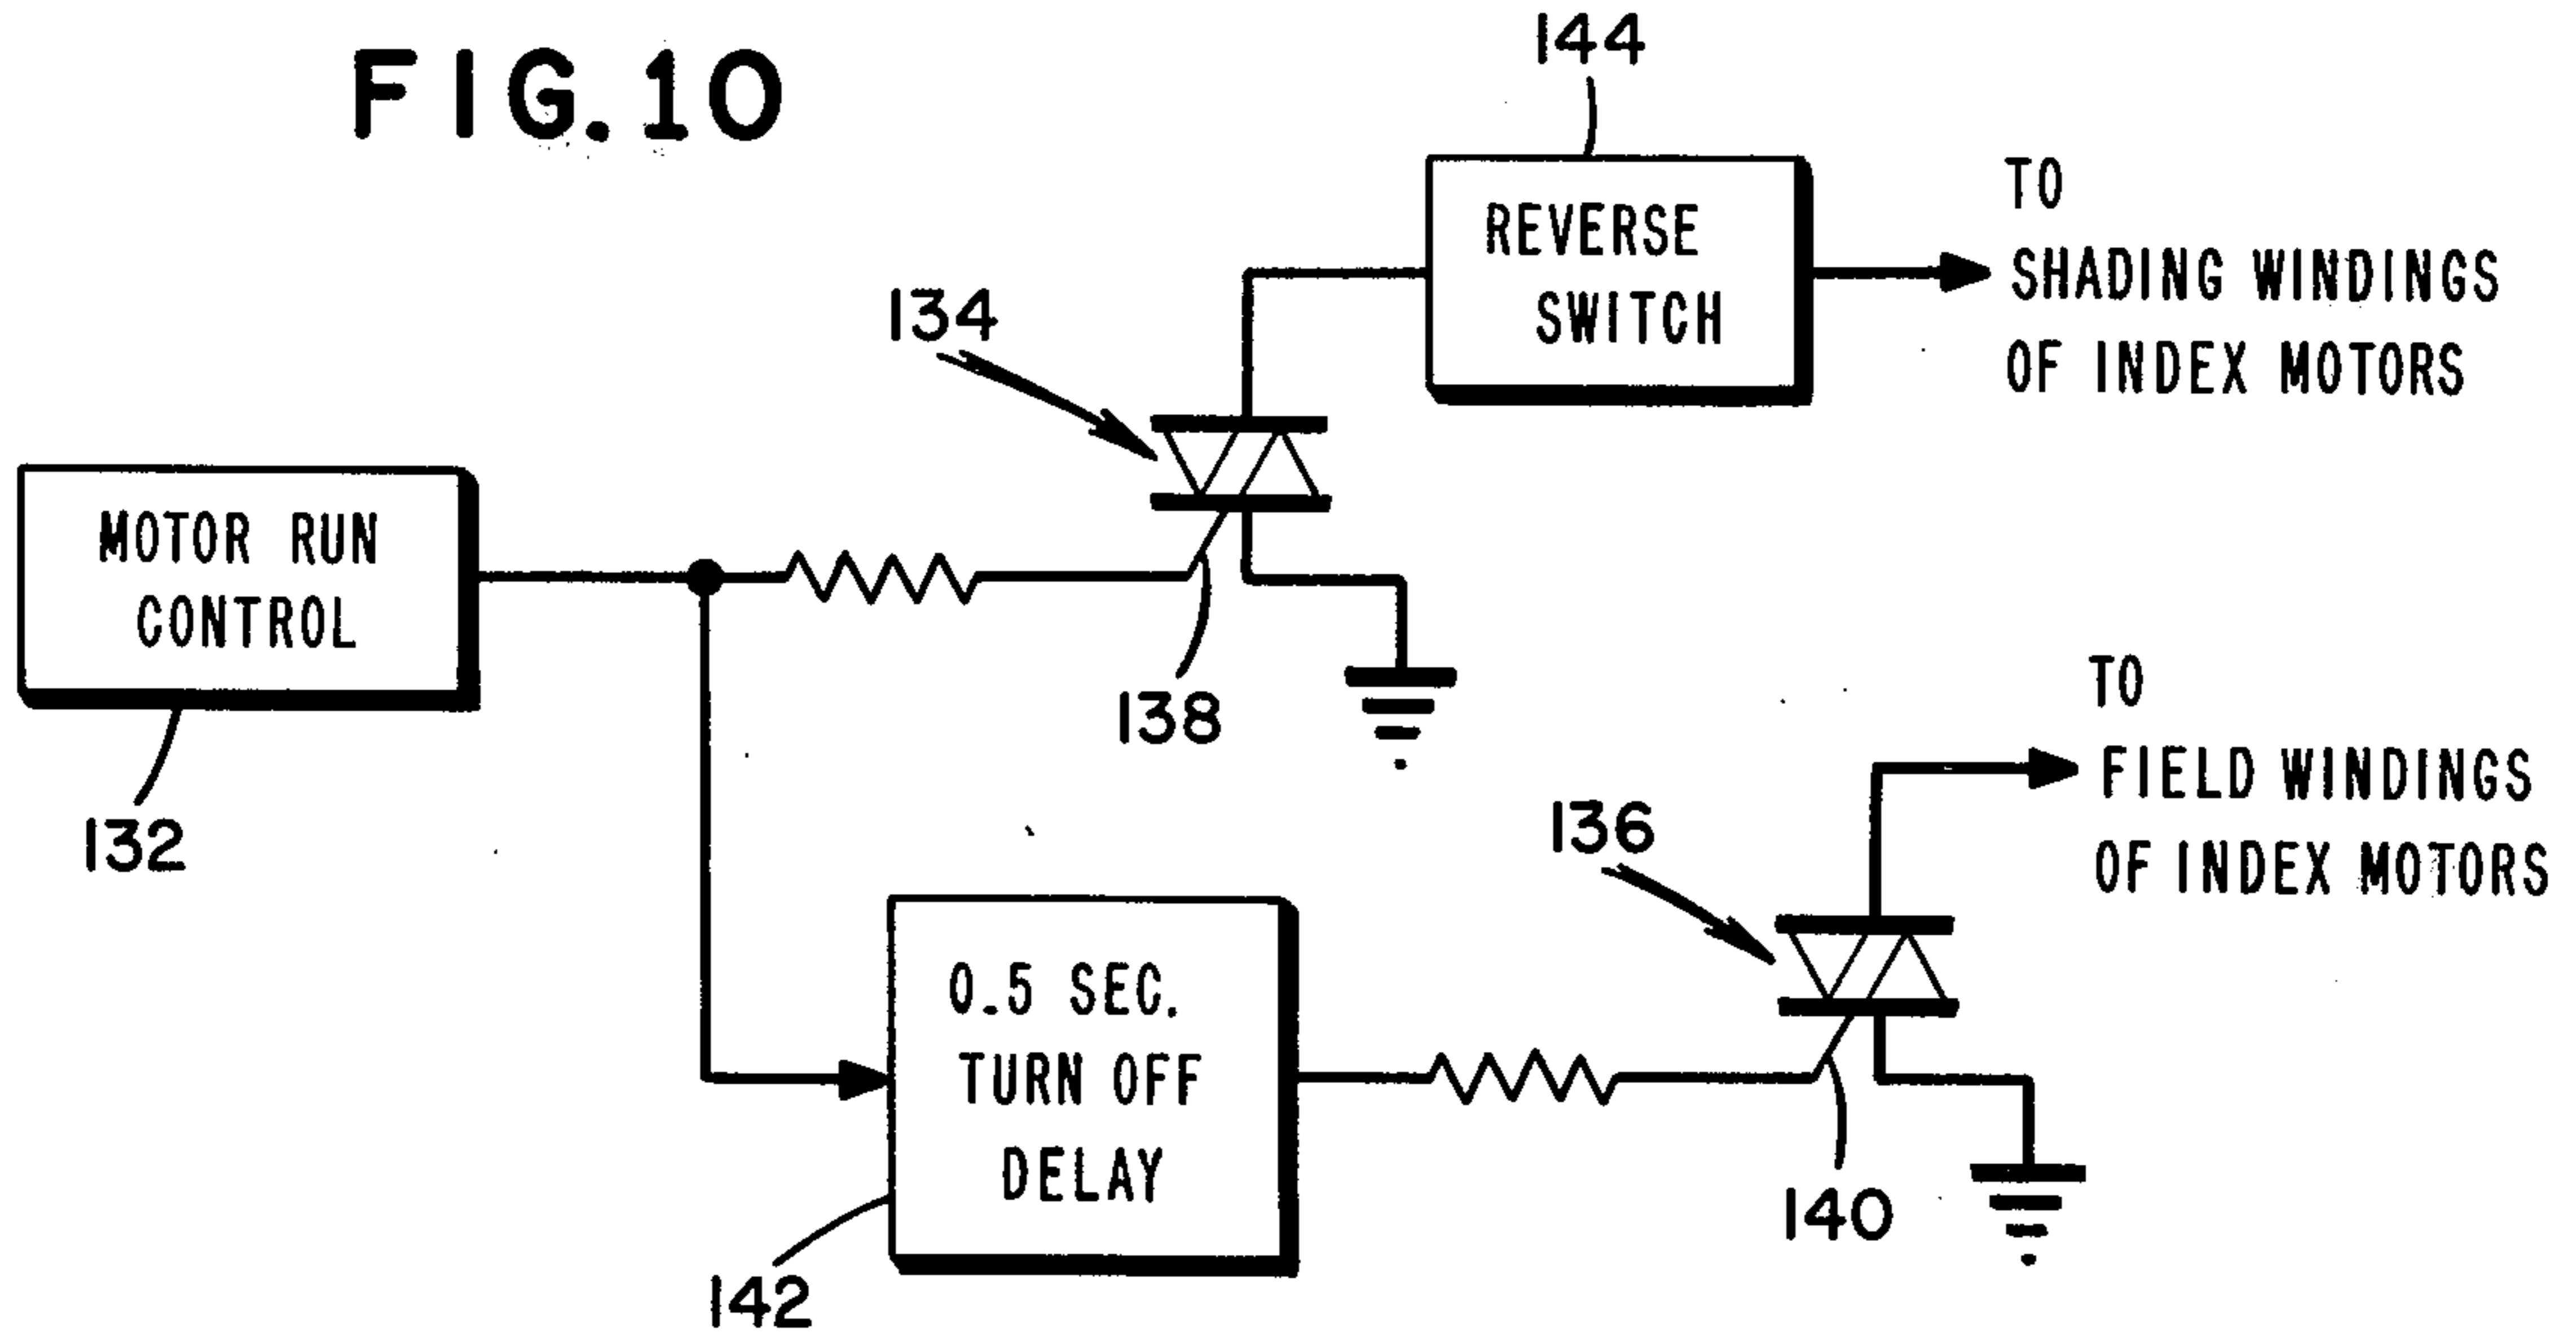 FIG.10
144
REVERSE
SWITCH
TO
SHADING WINDINGS
OF INDEX MOTORS
134
MOTOR RUN
CONTROL
132
138
TO
FIELD WINDINGS
OF INDEX MOTORS
136
0.5 SEC.
TURN OFF
DELAY
140
142